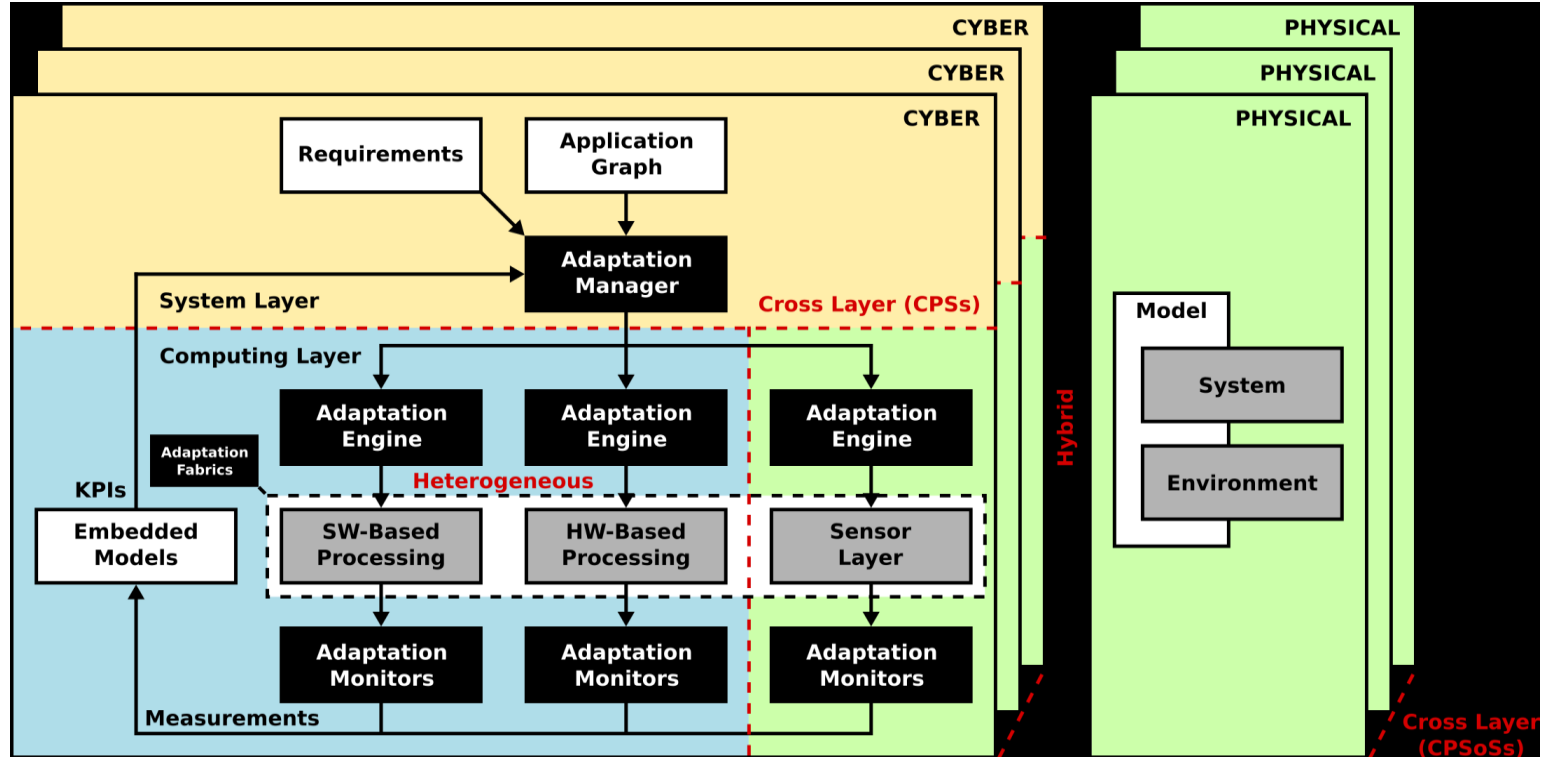 CYBER
PHYSICAL
CYBER
PHYSICAL
CYBER
PHYSICAL
Requirements
Application
Graph
Adaptation
Manager
System Layer
Cross Layer (CPSs)
Computing Layer
Model
System
Environment
Hybrid
Adaptation
Engine
Adaptation
Engine
Adaptation
Engine
Adaptation
Fabrics
Heterogeneous
KPIs
Embedded
Models
SW-Based
Processing
HW-Based
Processing
Sensor
Layer
Adaptation
Monitors
Adaptation
Monitors
Adaptation
Monitors
Measurements
Cross Layer
(CPSoSs)